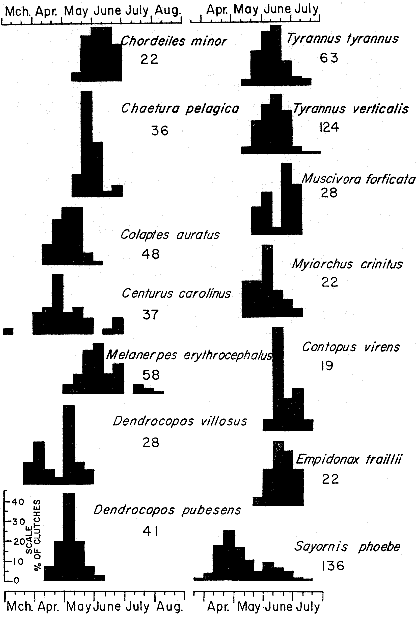 Mch. Apr. May June July Aug.
Chordeiles minor
22
Chaetura pelagica
36
Colaptes auratus
48
Centurus carolinus
37
Melanerpes erythrocephalus
58
Dendrocopos villosus
28
Dendrocopos pubesens
41
40
30
20
10
0
SCALE
% OF CLUTCHES
Mch. Apr. May June July Aug.
Apr. May June July
Tyrannus tyrannus
63
Tyrannus verticalis
124
Muscivora forficata
28
Myiarchus crinitus
22
Contopus virens
19
Empidonax traillii
22
Sayornis phoebe
136
Apr. May June July